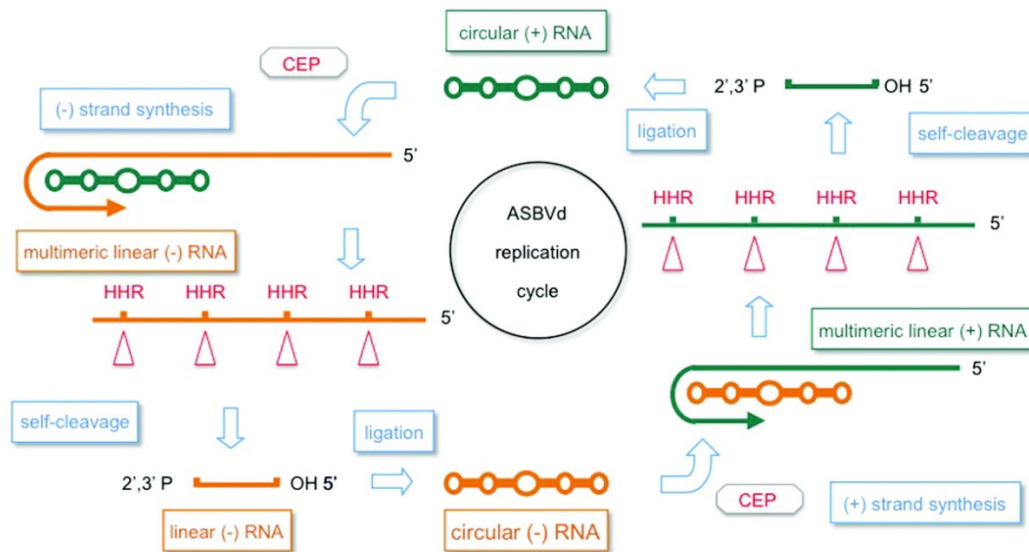 circular (+) RNA
CEP
2',3' P
OH 5'
(-) strand synthesis
ligation
self-cleavage
5'
HHR HHR HHR HHR
5'
ASBVd
replication
cycle
multimeric linear (-) RNA
HHR HHR HHR HHR
5'
multimeric linear (+) RNA
5'
self-cleavage
ligation
2',3' P
OH 5'
CEP
(+) strand synthesis
linear (-) RNA
circular (-) RNA